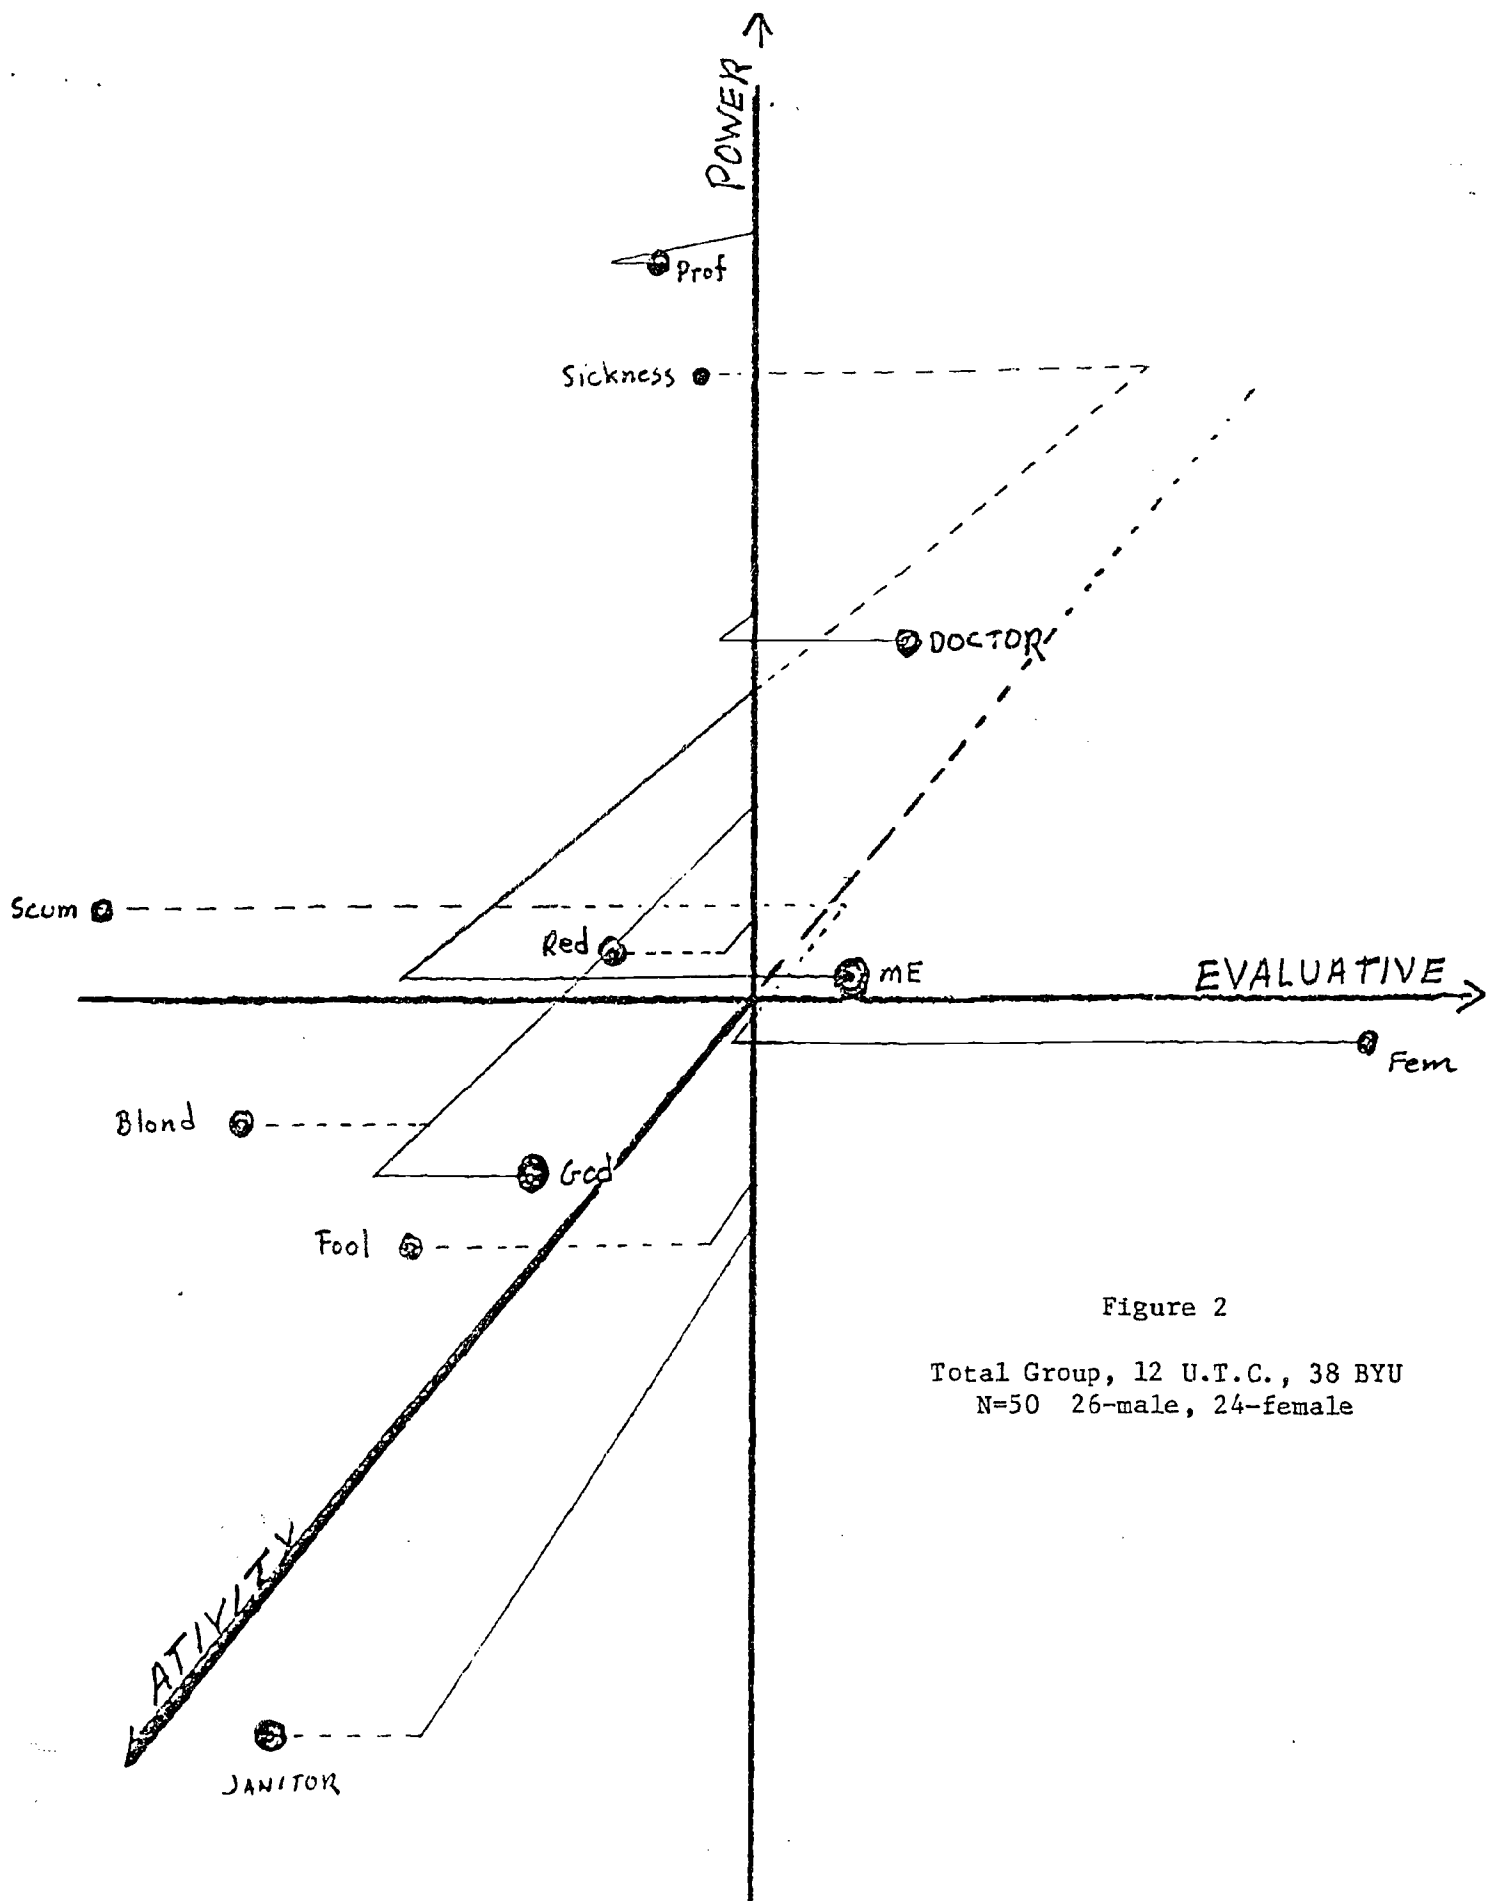 POWER
Prof
Sickness
DOCTOR
Scum
Red
mE
EVALUATIVE
Fem
Blond
God
Fool
Figure 2
Total Group, 12 U.T.C., 38 BYU
N=50 26-male, 24-female
ATIVITY
JANITOR